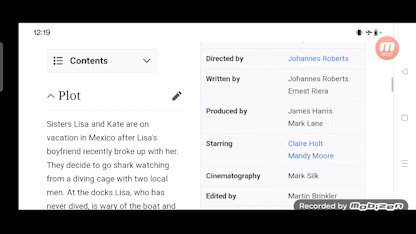 12:19
Contents
Plot
Sisters Lisa and Kate are on
vacation in Mexico after Lisa's
boyfriend recently broke up with her.
They decide to go shark watching
from a diving cage with two local
men. At the docks Lisa, who has
never dived, is wary of the boat and
Directed by Johannes Roberts
Written by Johannes Roberts
Ernest Riera
Produced by James Harris
Mark Lane
Starring Claire Holt
Mandy Moore
Cinematography Mark Silk
Edited by Martin Brinkler
Recorded by Mobizen